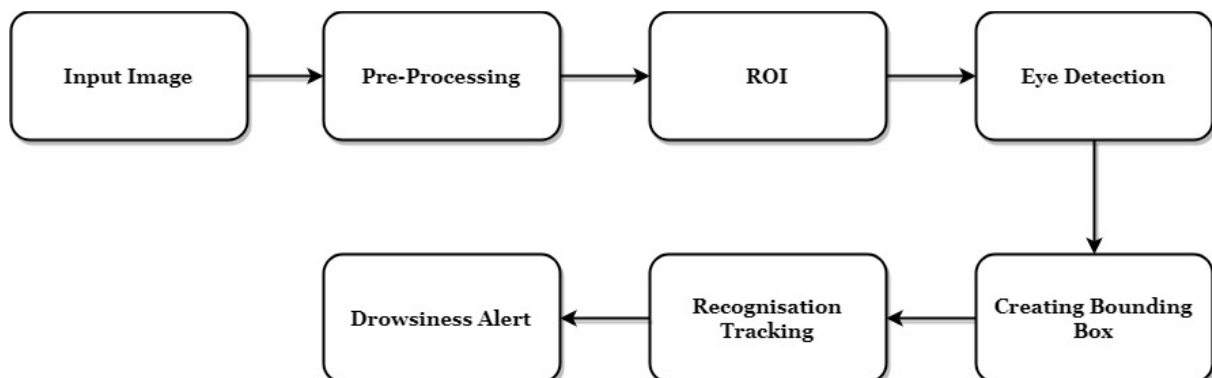 Input Image
Pre-Processing
ROI
Eye Detection
Creating Bounding
Box
Recognisation
Tracking
Drowsiness Alert